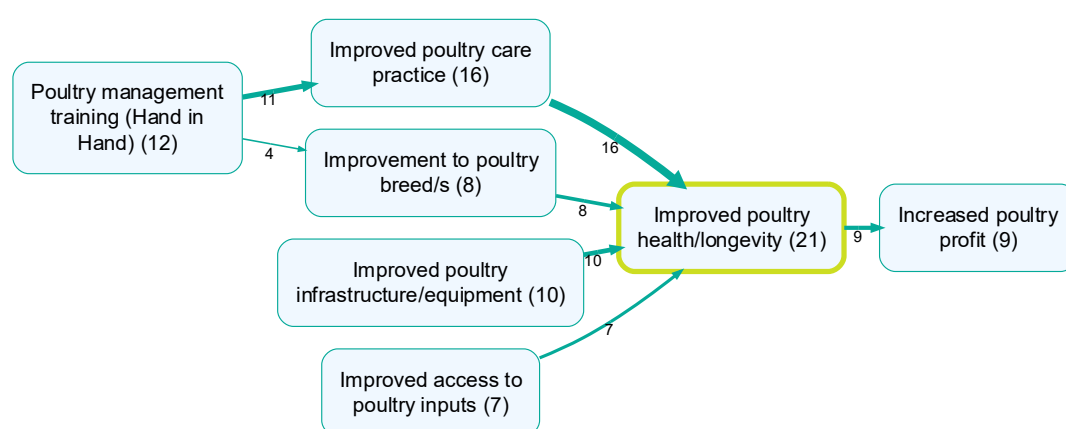 Poultry management
training (Hand in
Hand) (12)
11
4
Improved poultry care
practice (16)
Improvement to poultry
breed/s (8)
Improved poultry
infrastructure/equipment (10)
Improved access to
poultry inputs (7)
16
8
10
7
Improved poultry
health/longevity (21)
9
Increased poultry
profit (9)